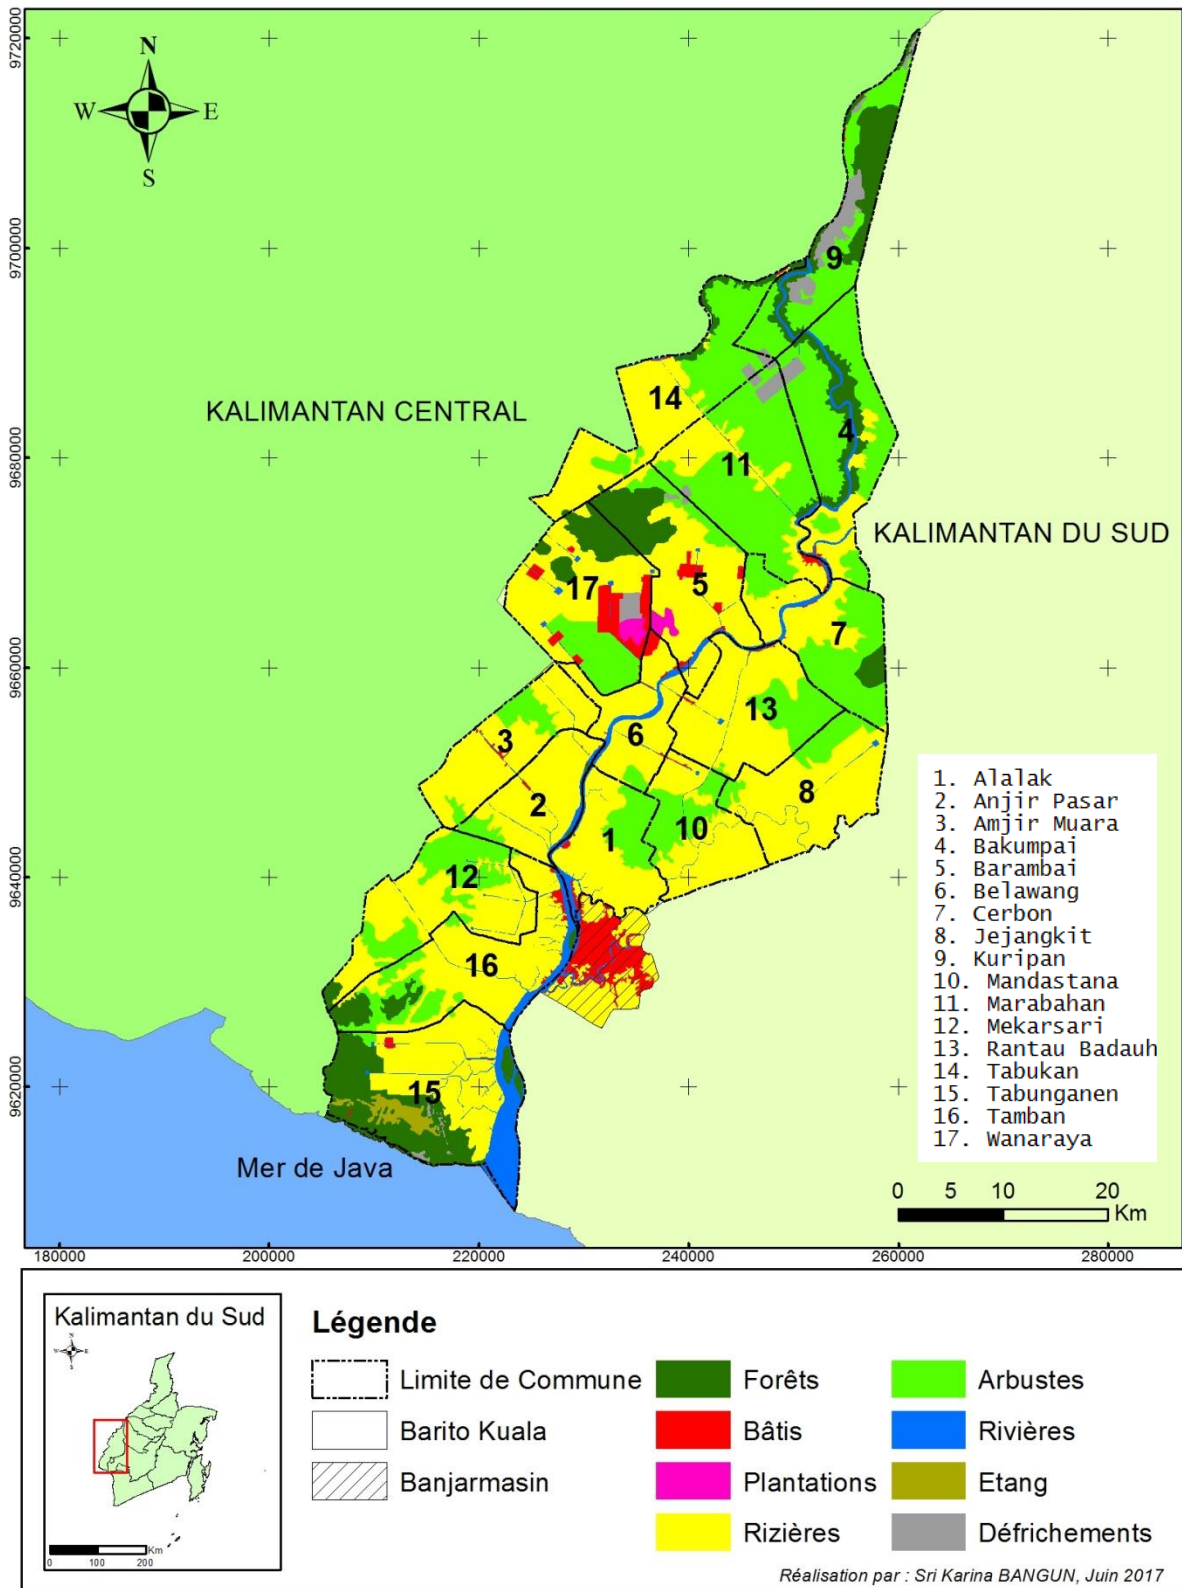 N
W
E
S
KALIMANTAN CENTRAL
KALIMANTAN DU SUD
Mer de Java
9
14
4
11
17
5
7
13
3
6
2
8
1
10
12
16
15
1. Alalak
2. Anjir Pasar
3. Amjir Muara
4. Bakumpai
5. Barambai
6. Belawang
7. Cerbon
8. Jejangkit
9. Kuripan
10. Mandastana
11. Marabahan
12. Mekarsari
13. Rantau Badauh
14. Tabukan
15. Tabunganen
16. Tamban
17. Wanaraya
0 5 10 20
Km
9720000
9700000
9680000
9660000
9640000
9620000
180000 200000 220000 240000 260000 280000
Kalimantan du Sud
N
W E
S
Km
0 100 200
Légende
Limite de Commune
Barito Kuala
Banjarmasin
Forêts
Bâtis
Plantations
Rizières
Arbustes
Rivières
Etang
Défrichements
Réalisation par : Sri Karina BANGUN, Juin 2017